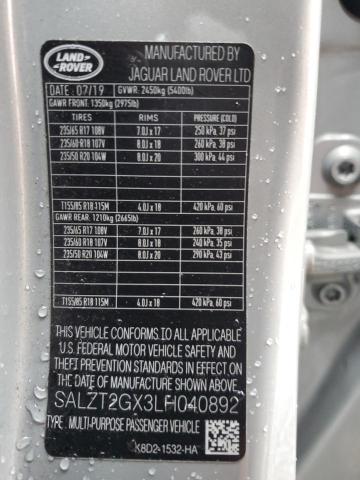 LAND
ROVER
MANUFACTURED BY
JAGUAR LAND ROVER LTD
DATE 07/19 GVWR: 2450kg (5400lb)
GAWR FRONT: 1350kg (2975lb)
TIRES RIMS PRESSURE (COLD)
235/65 R17 108V 7.0J x 17 250 kPa, 37 psi
235/60 R18 107V 8.0J x 18 260 kPa, 38 psi
235/50 R20 104W 8.0J x 20 300 kPa, 44 psi
T155/85 R18 115M 4.0J x 18 420 kPa, 60 psi
GAWR REAR: 1210kg (2665lb)
235/65 R17 108V 7.0J x 17 260 kPa, 38 psi
235/60 R18 107V 8.0J x 18 240 kPa, 35 psi
235/50 R20 104W 8.0J x 20 290 kPa, 43 psi
T155/85 R18 115M 4.0J x 18 420 kPa, 60 psi
THIS VEHICLE CONFORMS TO ALL APPLICABLE
U.S. FEDERAL MOTOR VEHICLE SAFETY AND
THEFT PREVENTION STANDARDS IN EFFECT ON
THE DATE OF MANUFACTURE SHOWN ABOVE
SALZT2GX3LH040892
TYPE: MULTI-PURPOSE PASSENGER VEHICLE
K8D2-1532-HA